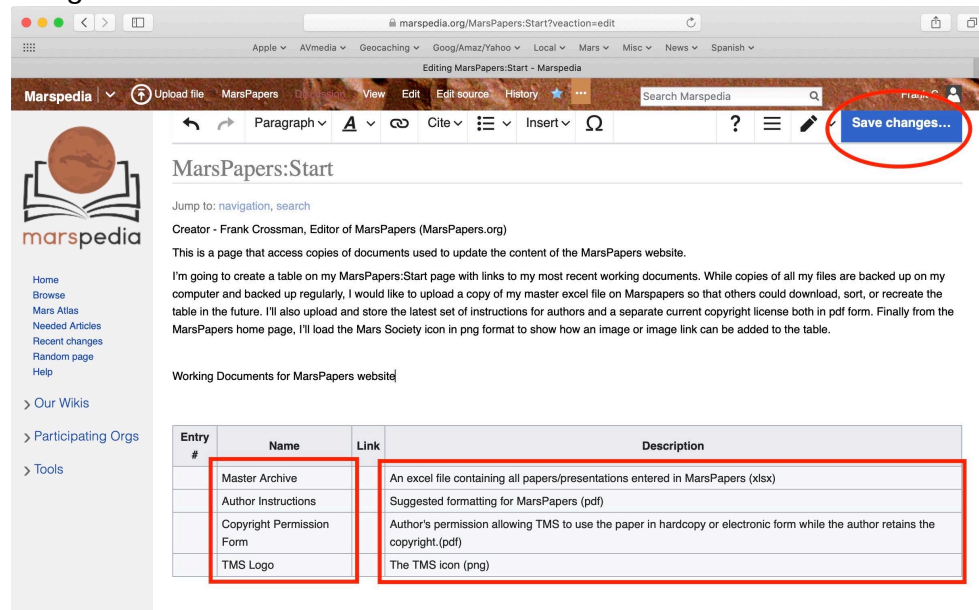 marspedia.org/MarsPapers:Start?veaction=edit
Apple AVmedia Geocaching Goog/Amaz/Yahoo Local Mars Misc News Spanish
Editing MarsPapers:Start - Marspedia
Marspedia Upload file MarsPapers Discussion View Edit Edit source History Search Marspedia Frank C
Paragraph A Cite Insert Ω ? Save changes...
MarsPapers:Start
Jump to: navigation, search
Creator - Frank Crossman, Editor of MarsPapers (MarsPapers.org)
This is a page that access copies of documents used to update the content of the MarsPapers website.
I'm going to create a table on my MarsPapers:Start page with links to my most recent working documents. While copies of all my files are backed up on my
computer and backed up regularly, I would like to upload a copy of my master excel file on Marspapers so that others could download, sort, or recreate the
table in the future. I'll also upload and store the latest set of instructions for authors and a separate current copyright license both in pdf form. Finally from the
MarsPapers home page, I'll load the Mars Society icon in png format to show how an image or image link can be added to the table.
Working Documents for MarsPapers website
marspedia
Home
Browse
Mars Atlas
Needed Articles
Recent changes
Random page
Help
Our Wikis
Participating Orgs
Tools
Entry # Name Link Description
Master Archive An excel file containing all papers/presentations entered in MarsPapers (xlsx)
Author Instructions Suggested formatting for MarsPapers (pdf)
Copyright Permission Author's permission allowing TMS to use the paper in hardcopy or electronic form while the author retains the
Form copyright.(pdf)
TMS Logo The TMS icon (png)